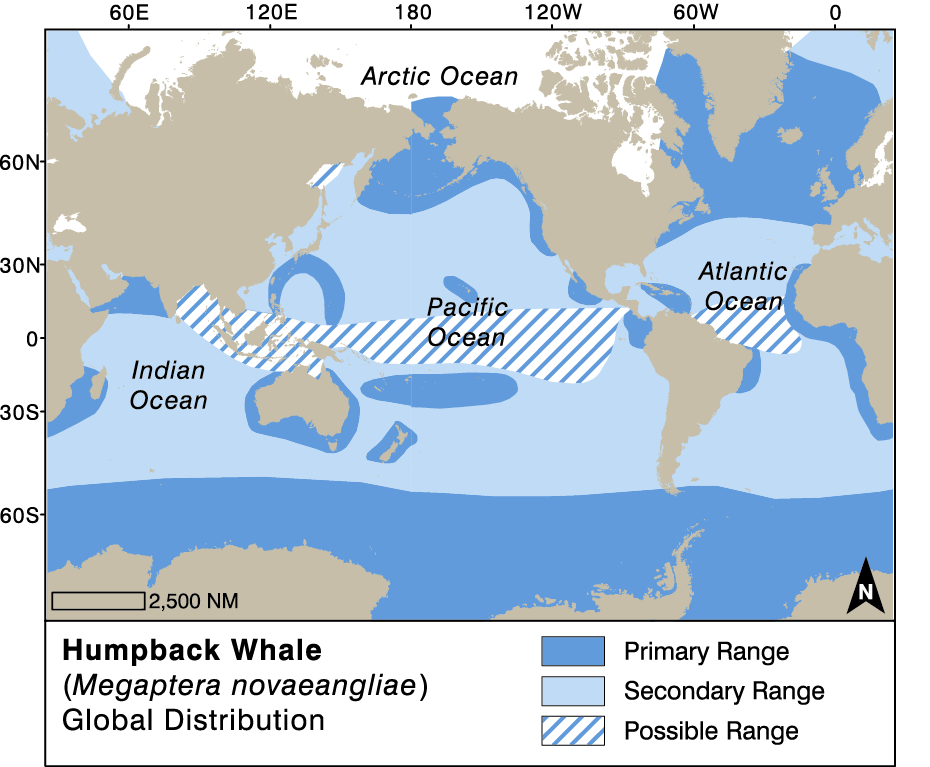 60E 120E 180 120W 60W 0
Arctic Ocean
60N
30N
Atlantic
Ocean
Pacific
Ocean
0
Indian
Ocean
30S
60S
N
2,500 NM
Humpback Whale
(Megaptera novaeangliae)
Global Distribution
Primary Range
Secondary Range
Possible Range